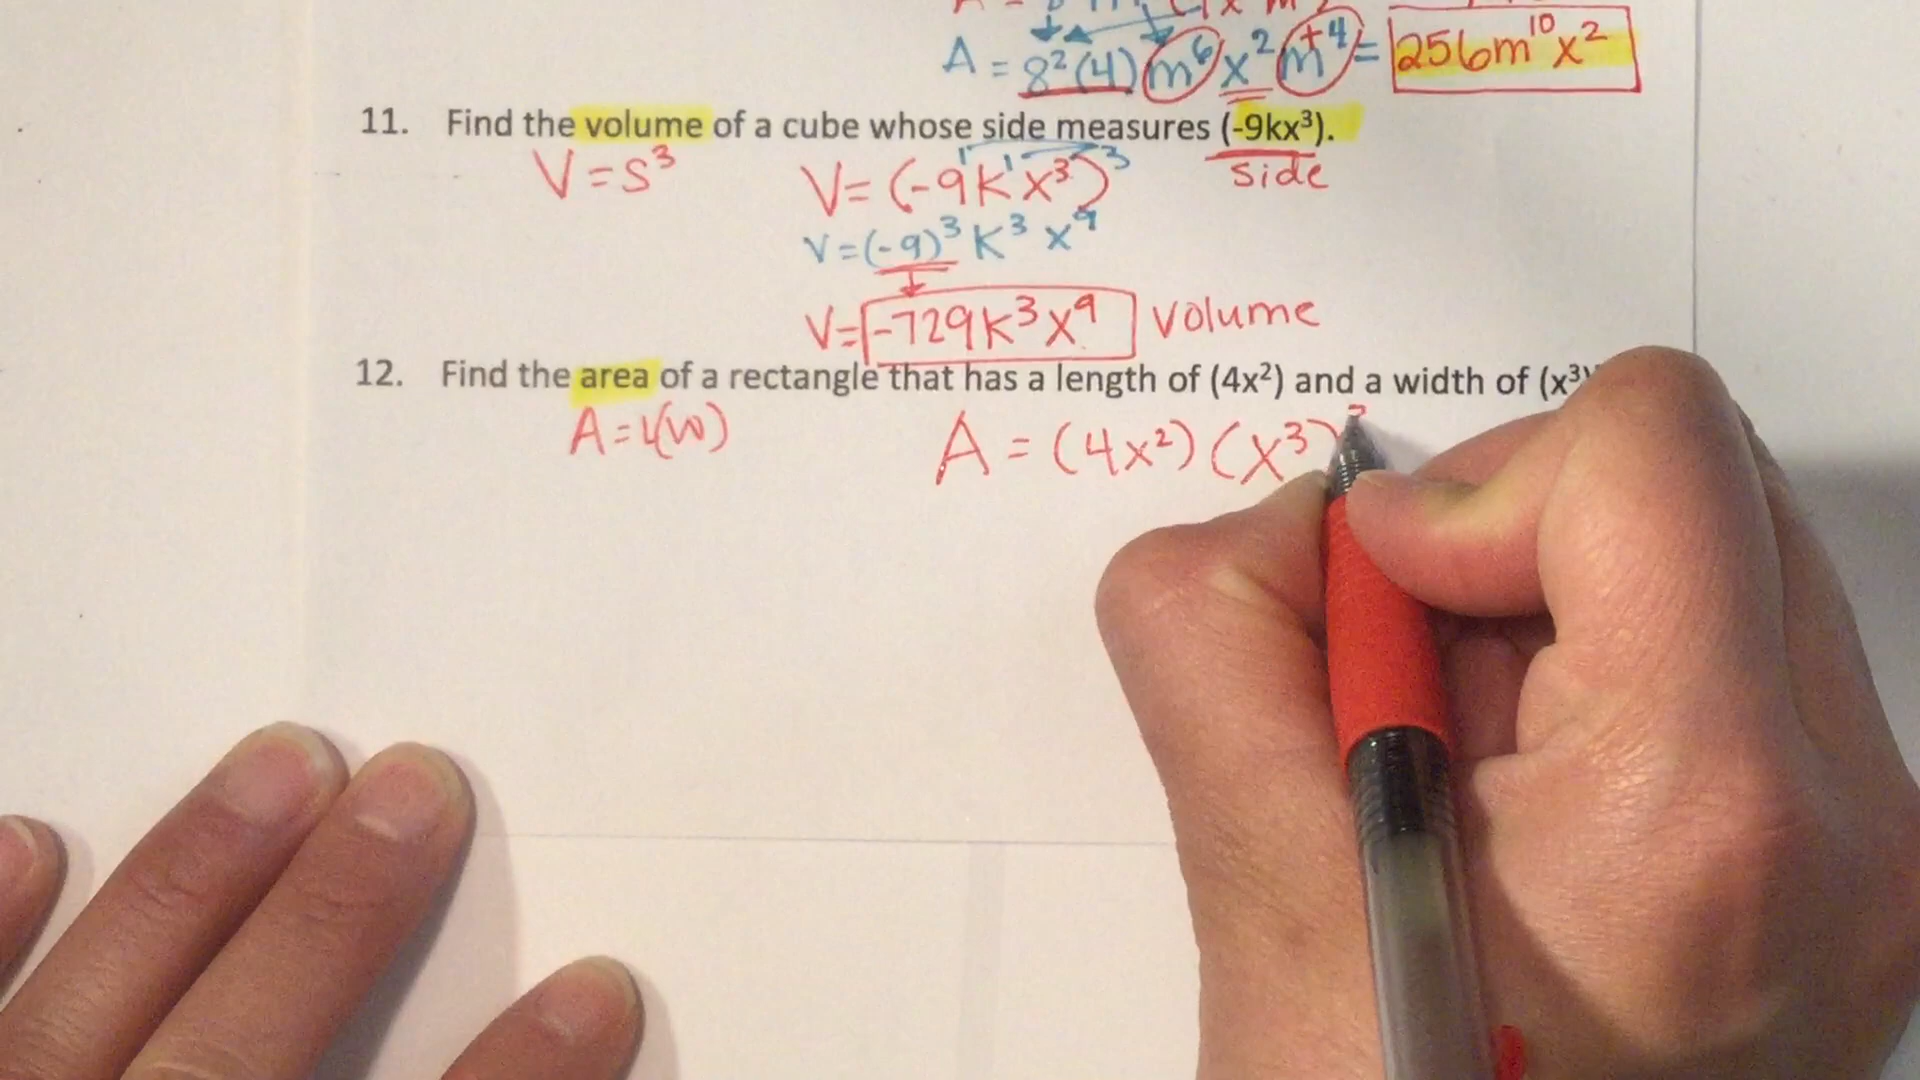 A = 8²(4) m⁶ x² m⁺⁴ = 256m¹⁰x²
11. Find the volume of a cube whose side measures (-9kx³).
V = s³ V = (-9k¹x³)³ side
V = (-9)³ k³ x⁹
V = -729k³x⁹ volume
12. Find the area of a rectangle that has a length of (4x²) and a width of (x³)
A = L(W) A = (4x²)(x³)